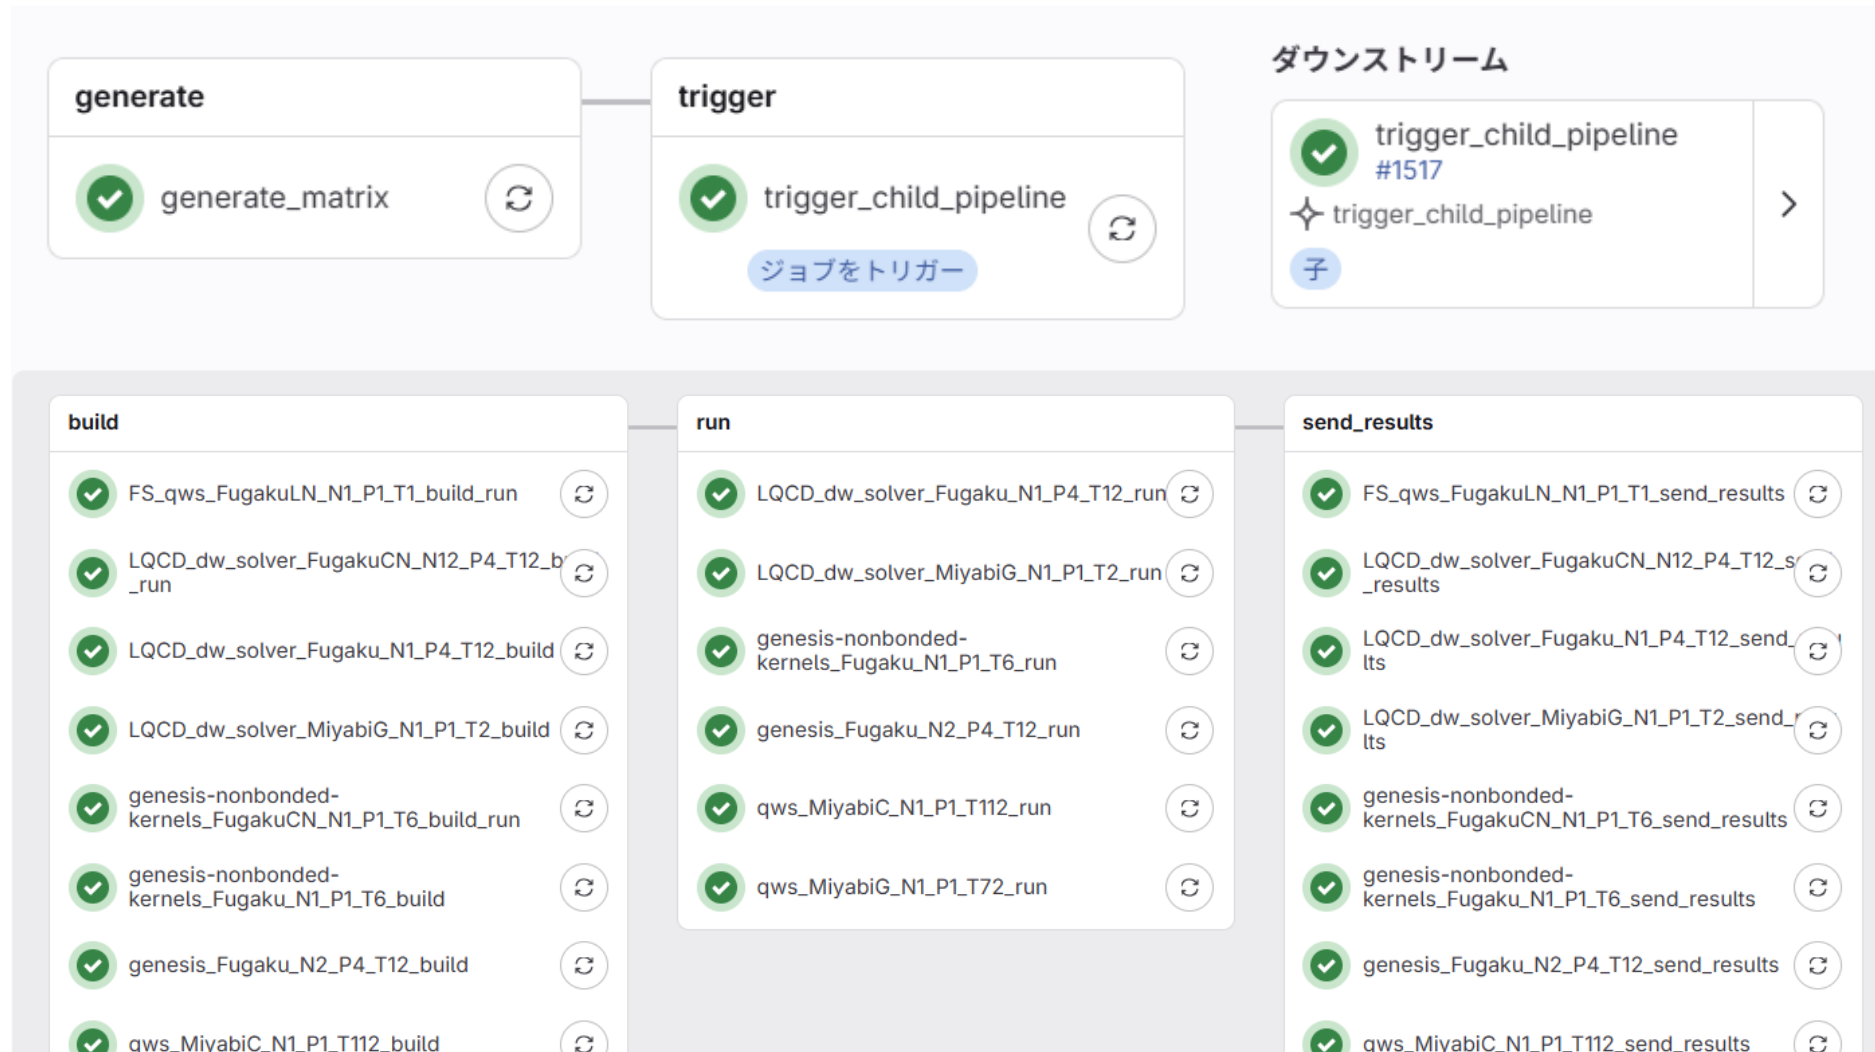 generate
generate_matrix
trigger
trigger_child_pipeline
ジョブをトリガー
ダウンストリーム
trigger_child_pipeline
#1517
trigger_child_pipeline
子
build
FS_qws_FugakuLN_N1_P1_T1_build_run
LQCD_dw_solver_FugakuCN_N12_P4_T12_b
_run
LQCD_dw_solver_Fugaku_N1_P4_T12_build
LQCD_dw_solver_MiyabiG_N1_P1_T2_build
genesis-nonbonded-
kernels_FugakuCN_N1_P1_T6_build_run
genesis-nonbonded-
kernels_Fugaku_N1_P1_T6_build
genesis_Fugaku_N2_P4_T12_build
qws_MiyabiC_N1_P1_T112_build
run
LQCD_dw_solver_Fugaku_N1_P4_T12_run
LQCD_dw_solver_MiyabiG_N1_P1_T2_run
genesis-nonbonded-
kernels_Fugaku_N1_P1_T6_run
genesis_Fugaku_N2_P4_T12_run
qws_MiyabiC_N1_P1_T112_run
qws_MiyabiG_N1_P1_T72_run
send_results
FS_qws_FugakuLN_N1_P1_T1_send_results
LQCD_dw_solver_FugakuCN_N12_P4_T12_s
_results
LQCD_dw_solver_Fugaku_N1_P4_T12_send_
lts
LQCD_dw_solver_MiyabiG_N1_P1_T2_send_
lts
genesis-nonbonded-
kernels_FugakuCN_N1_P1_T6_send_results
genesis-nonbonded-
kernels_Fugaku_N1_P1_T6_send_results
genesis_Fugaku_N2_P4_T12_send_results
qws_MiyabiC_N1_P1_T112_send_results